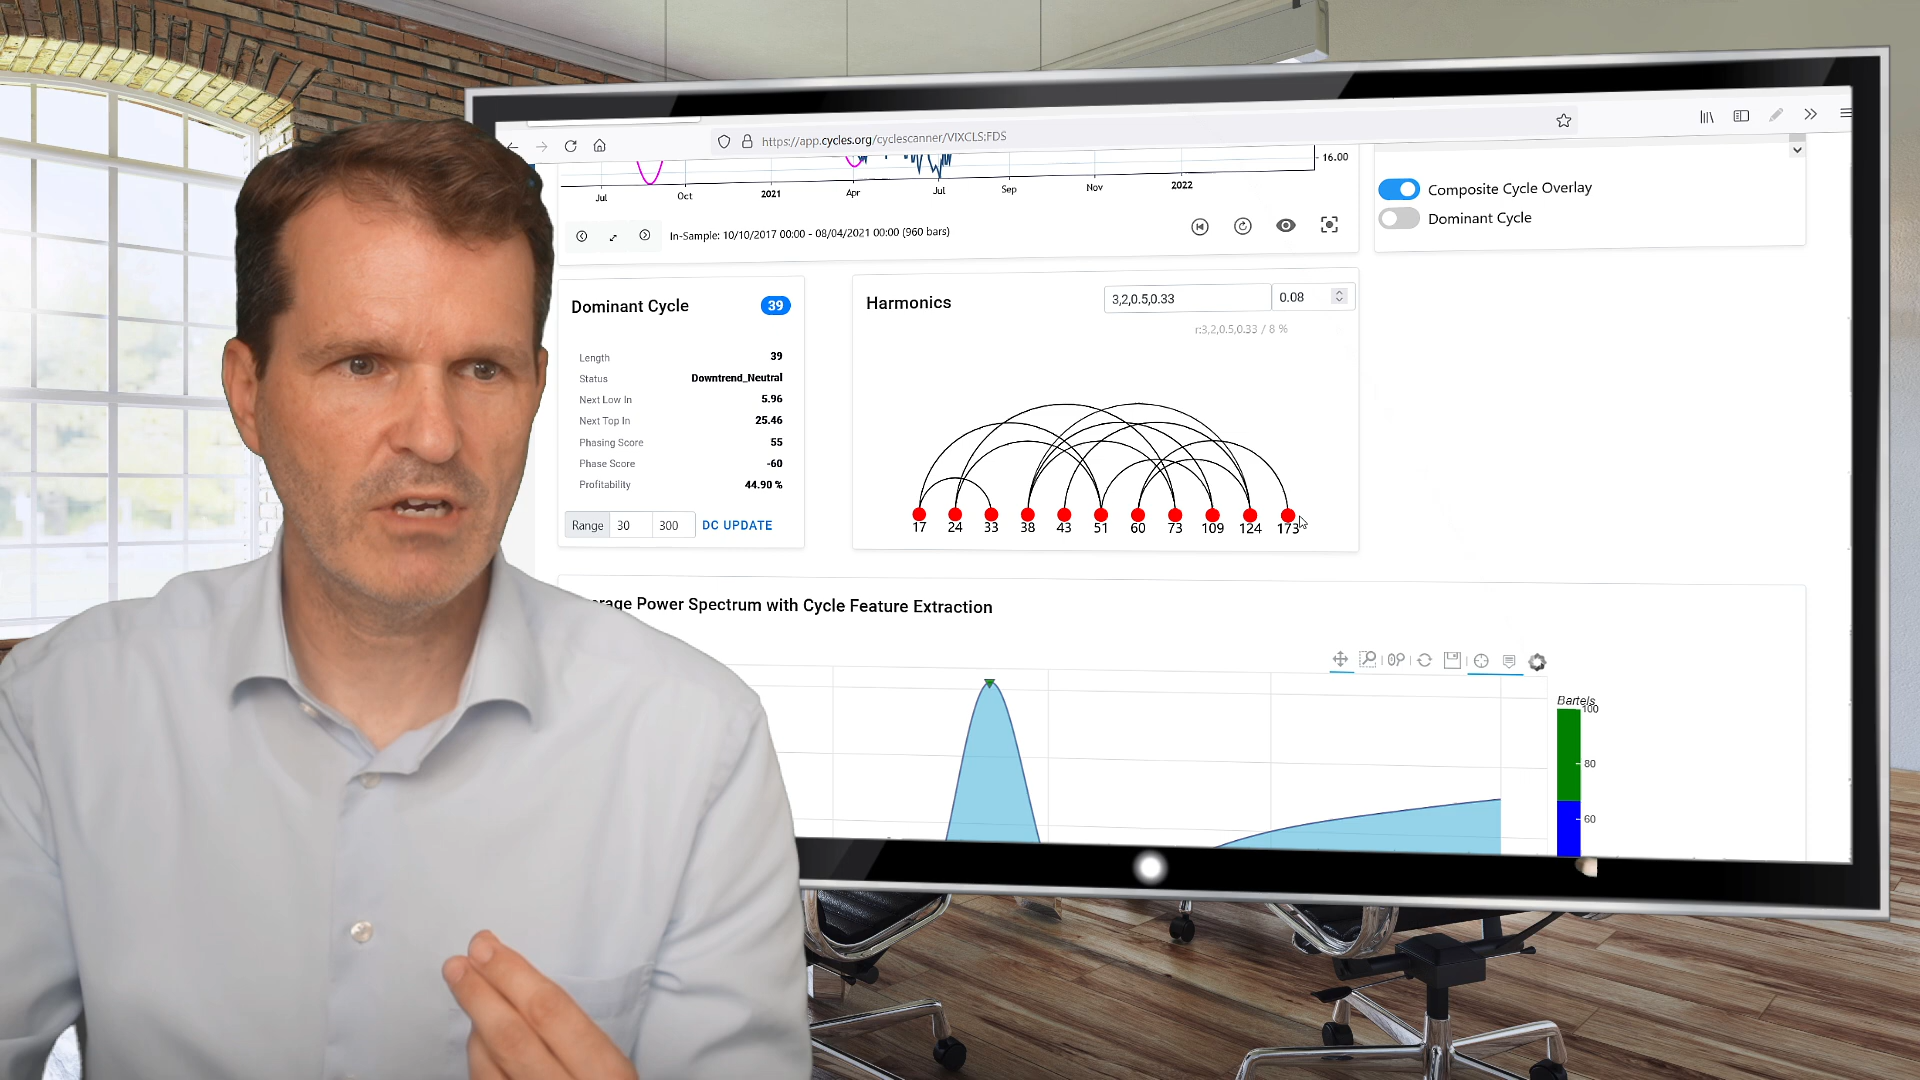 https://app.cycles.org/cyclescanner/VIXCLS:FDS
16.00
Jul Oct 2021 Apr Jul Sep Nov 2022
In-Sample: 10/10/2017 00:00 - 08/04/2021 00:00 (960 bars)
Composite Cycle Overlay
Dominant Cycle
Dominant Cycle 39
Length 39
Status Downtrend_Neutral
Next Low In 5.96
Next Top In 25.46
Phasing Score 55
Phase Score -60
Profitability 44.90 %
Range 30 300 DC UPDATE
Harmonics 3,2,0.5,0.33 0.08
r:3,2,0.5,0.33 / 8 %
17 24 33 38 43 51 60 73 109 124 173
Power Spectrum with Cycle Feature Extraction
Bartels
100
80
60